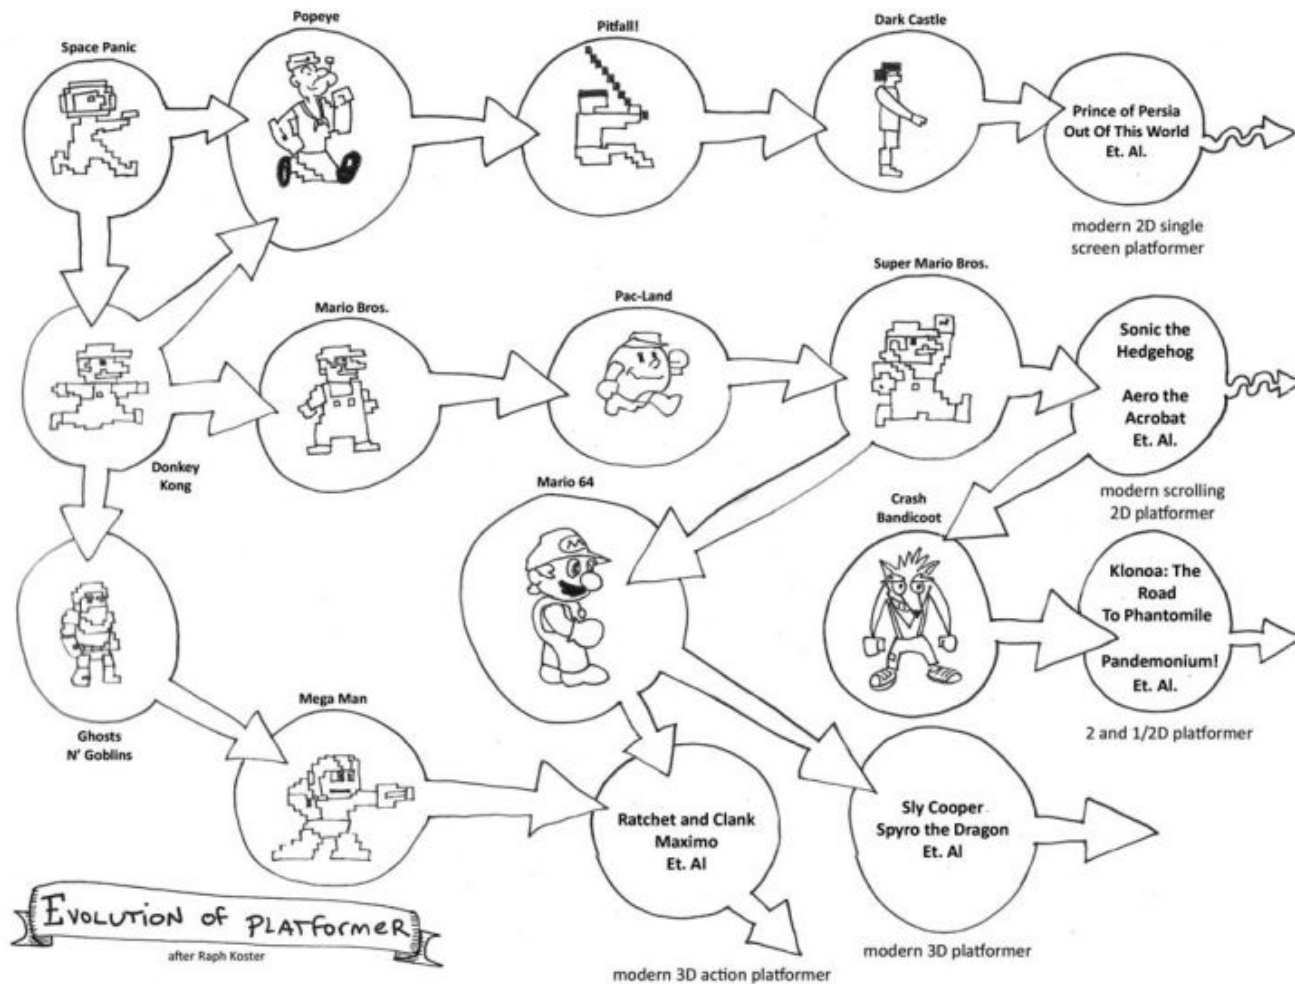 Space Panic
Popeye
Pitfall!
Dark Castle
Prince of Persia
Out Of This World
Et. Al.
modern 2D single
screen platformer
Donkey
Kong
Mario Bros.
Pac-Land
Super Mario Bros.
Sonic the
Hedgehog
Aero the
Acrobat
Et. Al.
modern scrolling
2D platformer
Mario 64
M
Crash
Bandicoot
Klonoa: The
Road
To Phantomile
Pandemonium!
Et. Al.
2 and 1/2D platformer
Ghosts
N' Goblins
Mega Man
Ratchet and Clank
Maximo
Et. Al
modern 3D action platformer
Sly Cooper
Spyro the Dragon
Et. Al
modern 3D platformer
EVOLUTION of PLATFORMER
after Raph Koster